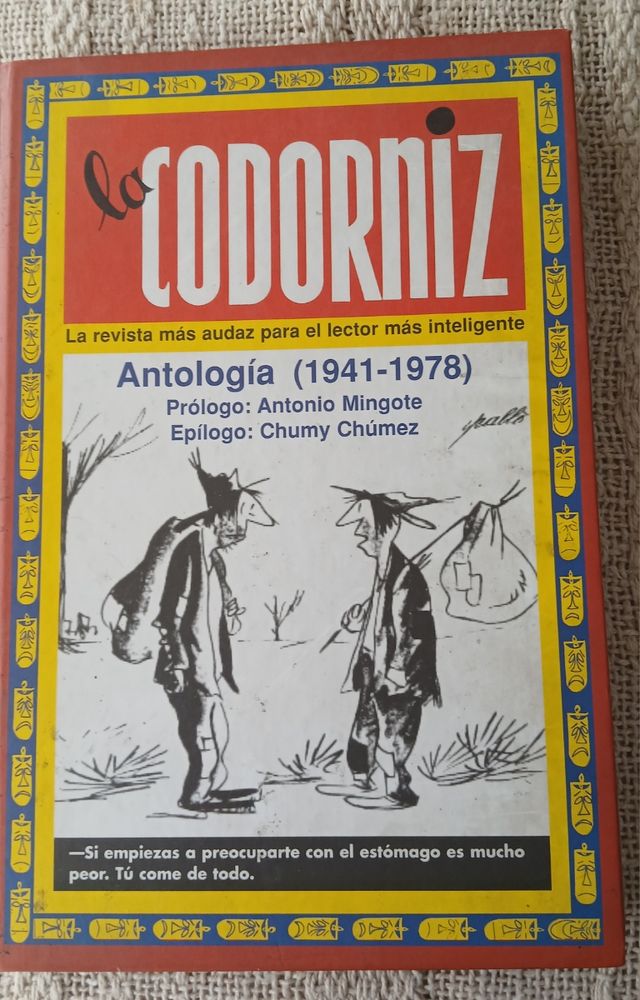 la CODORNIZ
La revista más audaz para el lector más inteligente
Antología (1941-1978)
Prólogo: Antonio Mingote
Epílogo: Chumy Chúmez
—Si empiezas a preocuparte con el estómago es mucho
peor. Tú come de todo.